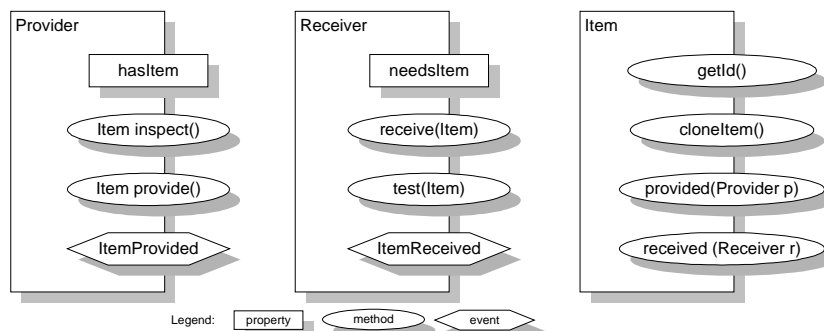 Provider
hasItem
Item inspect()
Item provide()
ItemProvided
Receiver
needsItem
receive(Item)
test(Item)
ItemReceived
Item
getId()
cloneItem()
provided(Provider p)
received (Receiver r)
Legend: property method event